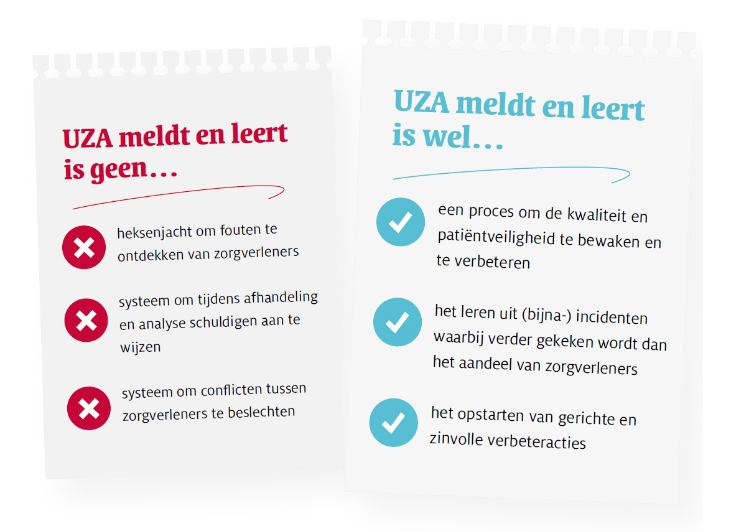 UZA meldt en leert
is geen...
heksenjacht om fouten te
ontdekken van zorgverleners
systeem om tijdens afhandeling
en analyse schuldigen aan te
wijzen
systeem om conflicten tussen
zorgverleners te beslechten
UZA meldt en leert
is wel...
een proces om de kwaliteit en
patiëntveiligheid te bewaken en
te verbeteren
het leren uit (bijna-) incidenten
waarbij verder gekeken wordt dan
het aandeel van zorgverleners
het opstarten van gerichte en
zinvolle verbeteracties